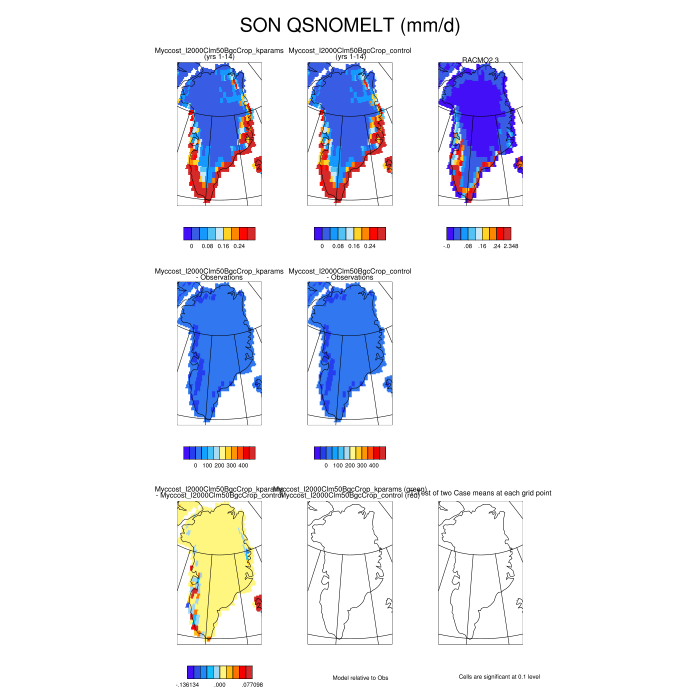 SON QSNOMELT (mm/d)
Myccost_I2000Clm50BgcCrop_kparams
(yrs 1-14)
Myccost_I2000Clm50BgcCrop_control
(yrs 1-14)
RACMO2.3
0 0.08 0.16 0.24
0 0.08 0.16 0.24
-.0 .08 .16 .24 2.348
Myccost_I2000Clm50BgcCrop_kparams
- Observations
Myccost_I2000Clm50BgcCrop_control
- Observations
0 100 200 300 400
0 100 200 300 400
Myccost_I2000Clm50BgcCrop_kparams
- Myccost_I2000Clm50BgcCrop_control
Myccost_I2000Clm50BgcCrop_kparams (green)
Myccost_I2000Clm50BgcCrop_control (red)
of two Case means at each grid point
-.136134 .000 .077098
Model relative to Obs
Cells are significant at 0.1 level